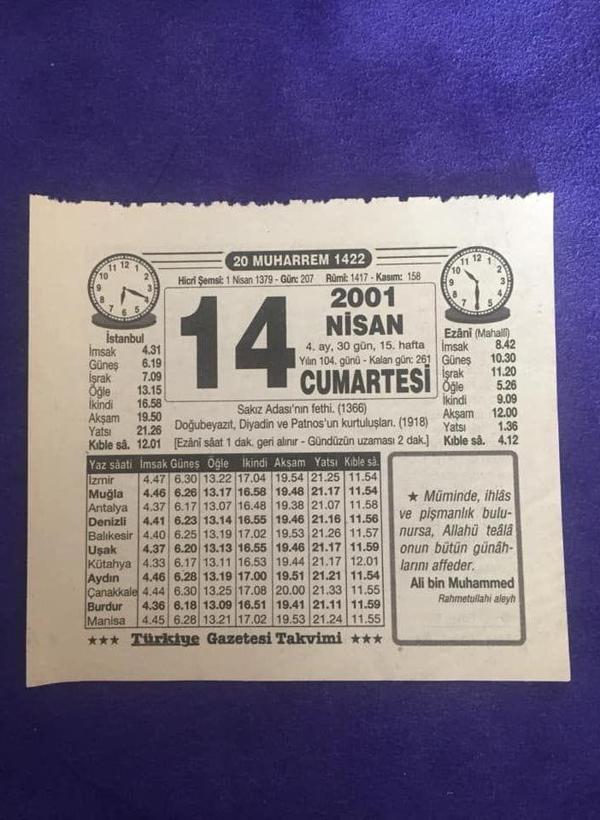 20 MUHARREM 1422
Hicrî Şemsî: 1 Nisan 1379 - Gün: 207 Rûmî: 1417 - Kasım: 158
14
2001
NİSAN
4. ay, 30 gün, 15. hafta
Yılın 104. günü - Kalan gün: 261
CUMARTESİ
İstanbul
İmsak 4.31
Güneş 6.19
İşrak 7.09
Öğle 13.15
İkindi 16.58
Akşam 19.50
Yatsı 21.26
Kıble sâ. 12.01
Ezânî (Mahallî)
İmsak 8.42
Güneş 10.30
İşrak 11.20
Öğle 5.26
İkindi 9.09
Akşam 12.00
Yatsı 1.36
Kıble sâ. 4.12
Sakız Adası'nın fethi. (1366)
Doğubeyazıt, Diyadin ve Patnos'un kurtuluşları. (1918)
[Ezânî sâat 1 dak. geri alınır - Gündüzün uzaması 2 dak.]
Yaz sâati İmsak Güneş Öğle İkindi Akşam Yatsı Kıble sâ.
İzmir 4.47 6.30 13.22 17.04 19.54 21.25 11.54
Muğla 4.46 6.26 13.17 16.58 19.48 21.17 11.54
Antalya 4.37 6.17 13.07 16.48 19.38 21.07 11.58
Denizli 4.41 6.23 13.14 16.55 19.46 21.16 11.56
Balıkesir 4.40 6.25 13.19 17.02 19.53 21.26 11.57
Uşak 4.37 6.20 13.13 16.55 19.46 21.17 11.59
Kütahya 4.33 6.17 13.11 16.53 19.44 21.17 12.01
Aydın 4.46 6.28 13.19 17.00 19.51 21.21 11.54
Çanakkale 4.44 6.30 13.25 17.08 20.00 21.33 11.55
Burdur 4.36 6.18 13.09 16.51 19.41 21.11 11.59
Manisa 4.45 6.28 13.21 17.02 19.53 21.24 11.55
★★★ Türkiye Gazetesi Takvimi ★★★
★ Müminde, ihlâs
ve pişmanlık bulu-
nursa, Allahü teâlâ
onun bütün günâh-
larını affeder.
Ali bin Muhammed
Rahmetullahi aleyh